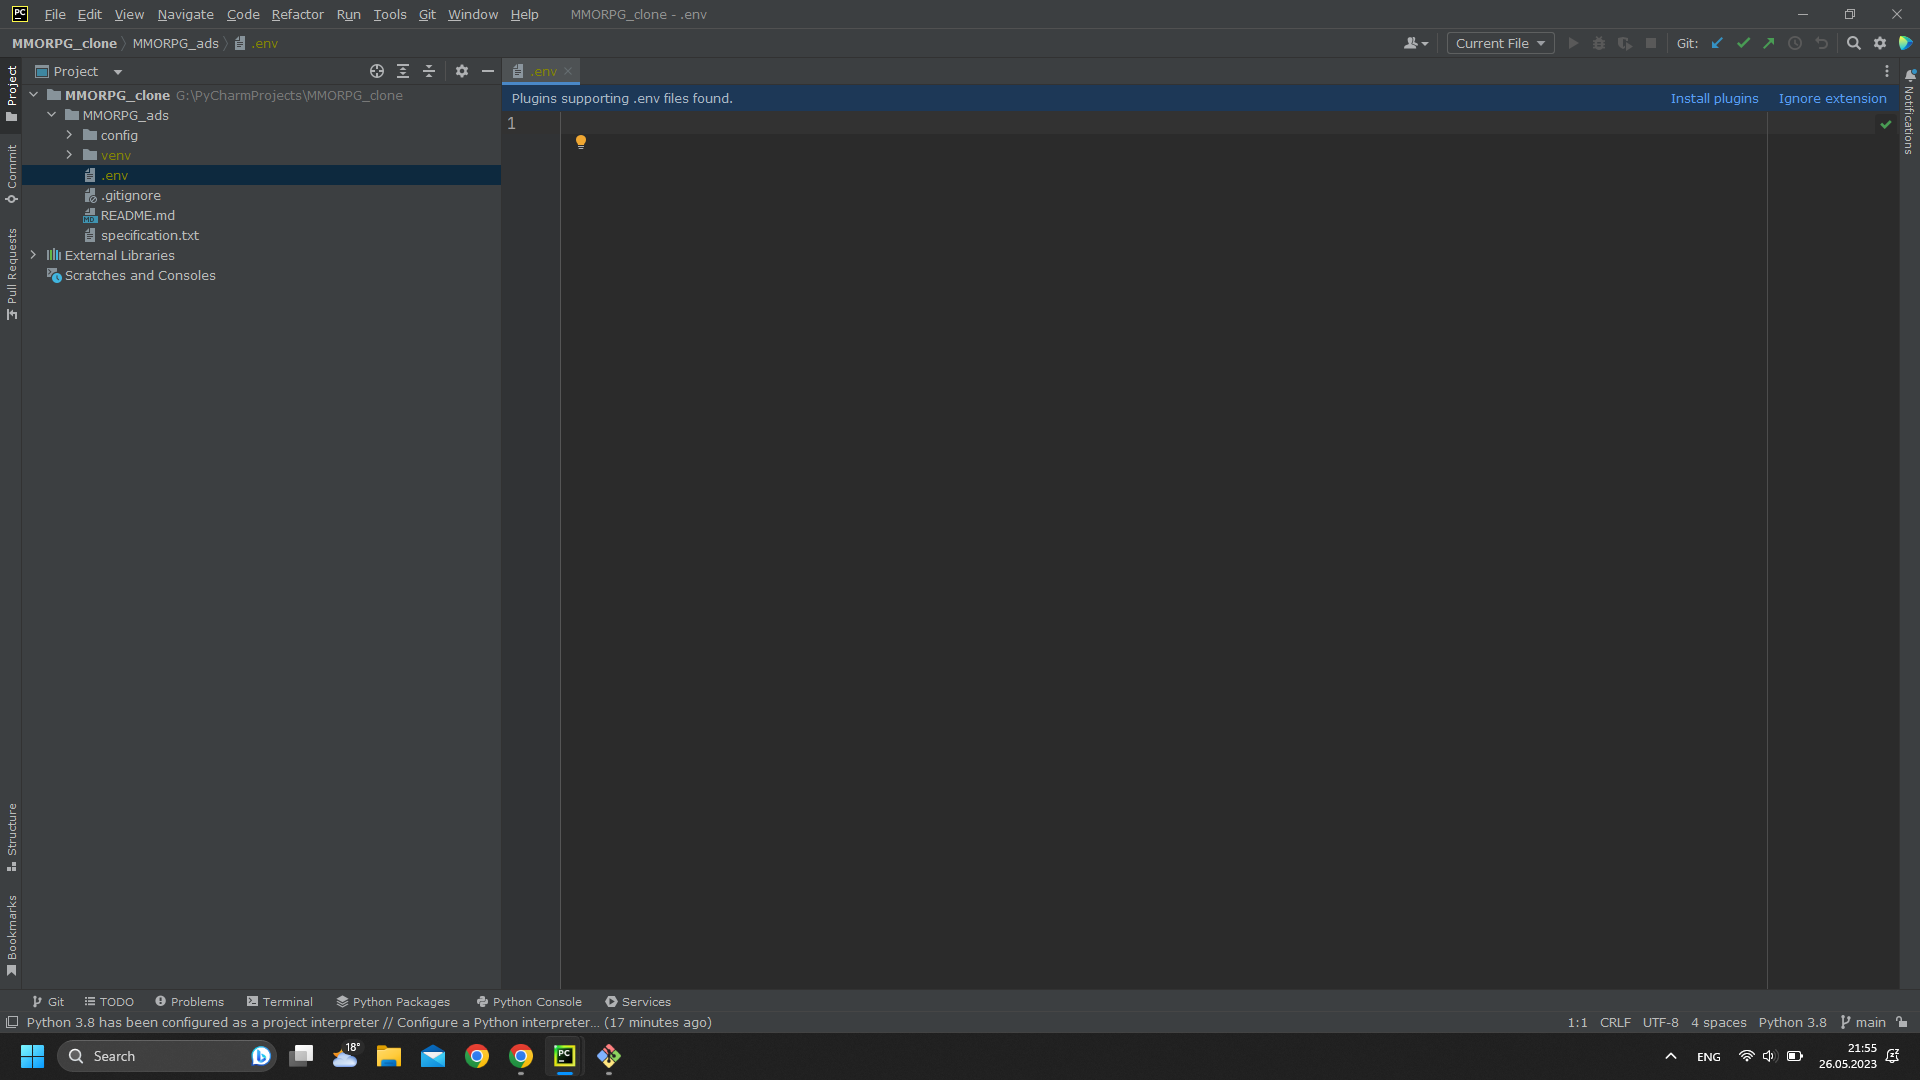 PC File Edit View Navigate Code Refactor Run Tools Git Window Help MMORPG_clone - .env
MMORPG_clone MMORPG_ads .env Current File Git:
Project .env
Plugins supporting .env files found. Install plugins Ignore extension
MMORPG_clone G:\PyCharmProjects\MMORPG_clone
MMORPG_ads
config
venv
.env
.gitignore
MD README.md
specification.txt
External Libraries
Scratches and Consoles
1
Project
Commit
Pull Requests
Structure
Bookmarks
Notifications
Git TODO Problems Terminal Python Packages Python Console Services
Python 3.8 has been configured as a project interpreter // Configure a Python interpreter... (17 minutes ago) 1:1 CRLF UTF-8 4 spaces Python 3.8 main
Search 18° PC ENG 21:55
26.05.2023